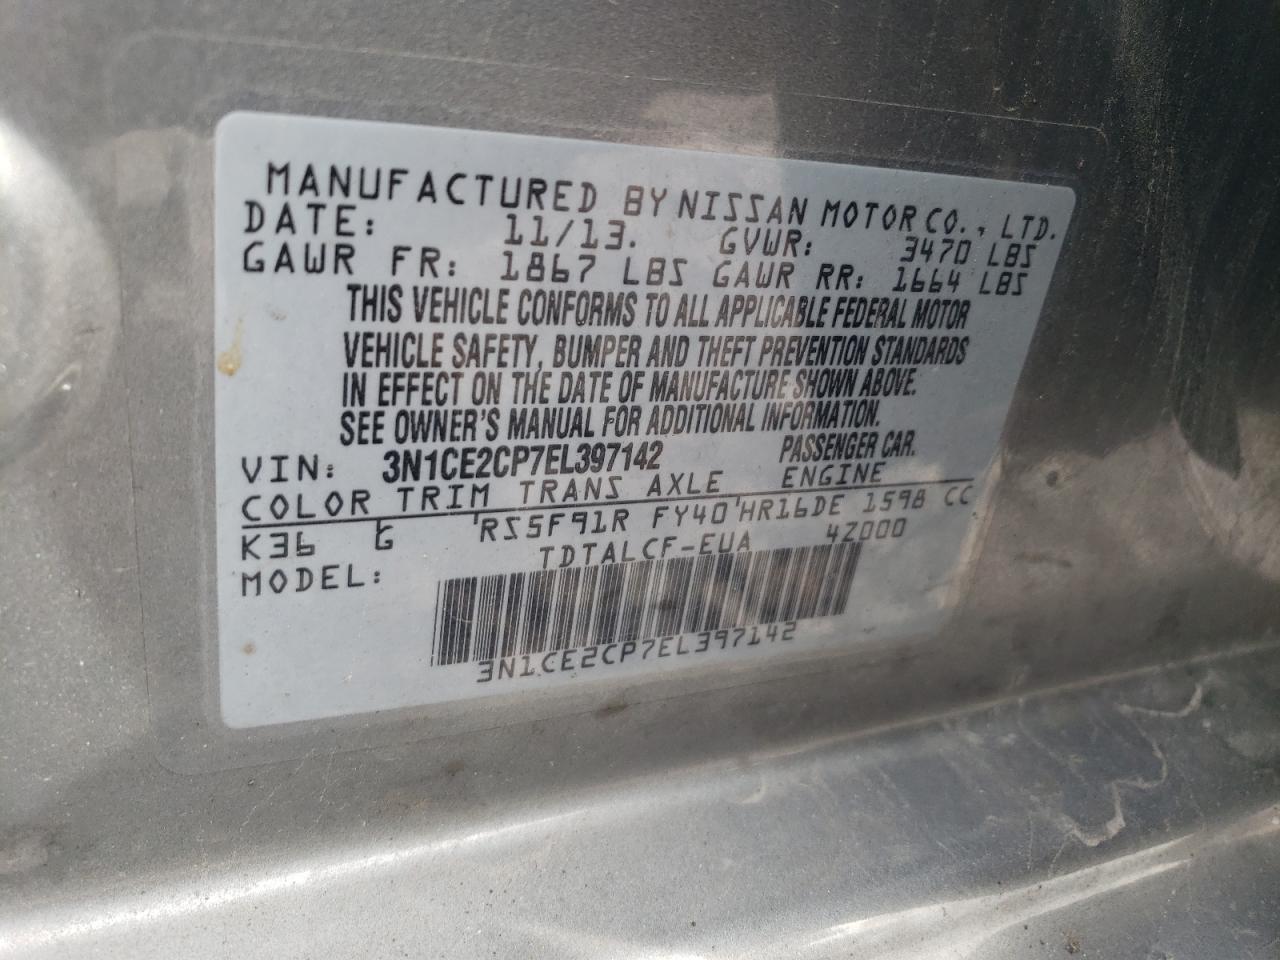 MANUFACTURED BY NISSAN MOTOR CO., LTD.
DATE: 11/13. GVWR: 3470 LBS
GAWR FR: 1867 LBS GAWR RR: 1664 LBS
THIS VEHICLE CONFORMS TO ALL APPLICABLE FEDERAL MOTOR
VEHICLE SAFETY, BUMPER AND THEFT PREVENTION STANDARDS
IN EFFECT ON THE DATE OF MANUFACTURE SHOWN ABOVE.
SEE OWNER'S MANUAL FOR ADDITIONAL INFORMATION.
VIN: 3N1CE2CP7EL397142 PASSENGER CAR.
COLOR TRIM TRANS AXLE ENGINE
K36 G 'RS5F91R FY40'HR16DE 1598 CC
MODEL: TDTALCF-EUA 4Z000
3N1CE2CP7EL397142